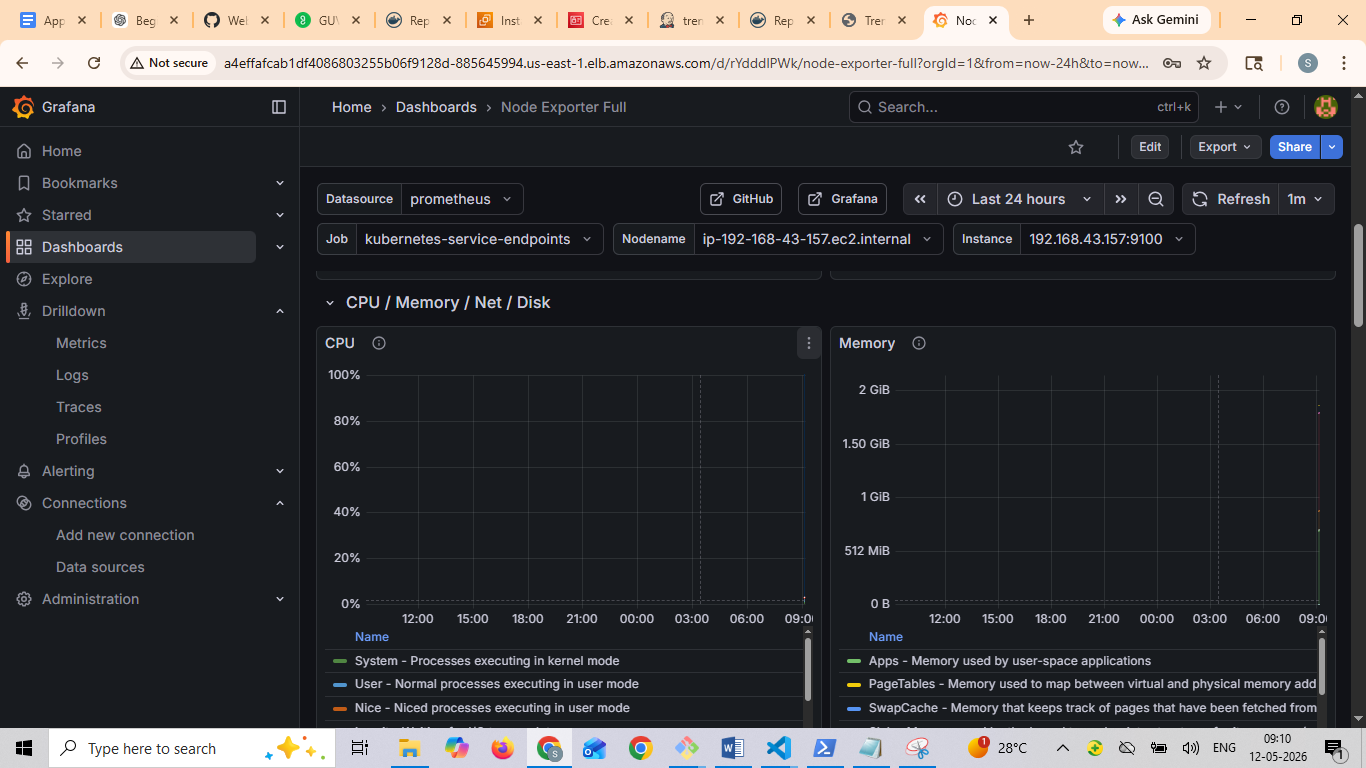 App
Beg
Wel
GUV
Rep
Inst
Cre
tren
Rep
Tre
Noc
Ask Gemini
Not secure
a4effafcab1df4086803255b06f9128d-885645994.us-east-1.elb.amazonaws.com/d/rYdddlPWk/node-exporter-full?orgId=1&from=now-24h&to=now...
S
Grafana
Home › Dashboards › Node Exporter Full
Search...
ctrl+k
Home
Bookmarks
Starred
Dashboards
Explore
Drilldown
Metrics
Logs
Traces
Profiles
Alerting
Connections
Add new connection
Data sources
Administration
Edit
Export
Share
Datasource prometheus
GitHub
Grafana
Last 24 hours
Refresh 1m
Job kubernetes-service-endpoints
Nodename ip-192-168-43-157.ec2.internal
Instance 192.168.43.157:9100
CPU / Memory / Net / Disk
CPU
100%
80%
60%
40%
20%
0%
12:00 15:00 18:00 21:00 00:00 03:00 06:00 09:0
Name
System - Processes executing in kernel mode
User - Normal processes executing in user mode
Nice - Niced processes executing in user mode
Memory
2 GiB
1.50 GiB
1 GiB
512 MiB
0 B
12:00 15:00 18:00 21:00 00:00 03:00 06:00 09:0
Name
Apps - Memory used by user-space applications
PageTables - Memory used to map between virtual and physical memory add
SwapCache - Memory that keeps track of pages that have been fetched from
Type here to search
1
28°C
ENG
09:10
12-05-2026
1